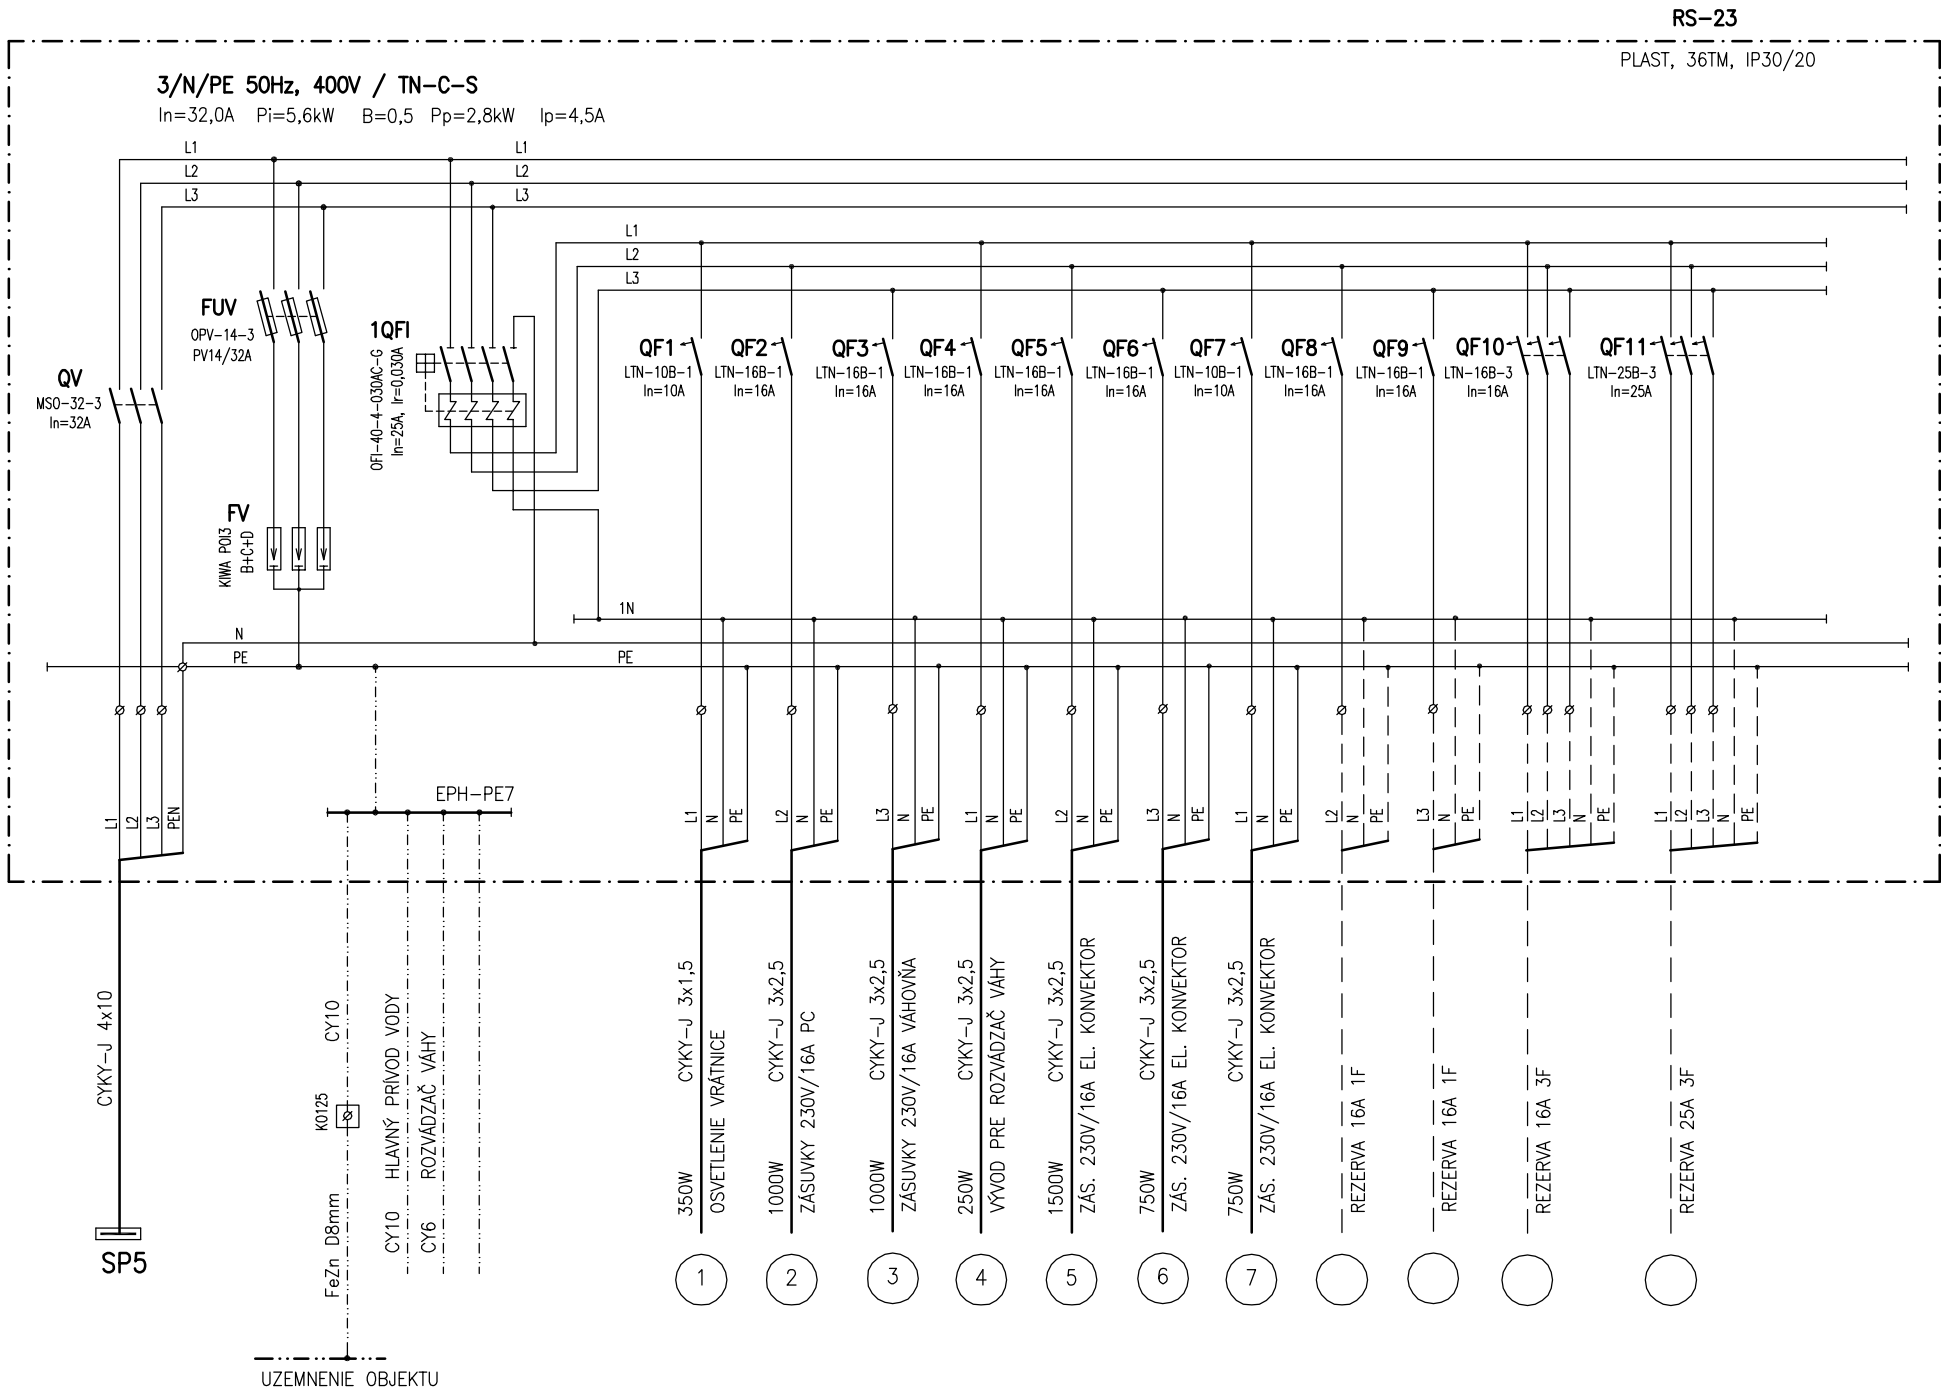 RS-23
PLAST, 36TM, IP30/20
3/N/PE 50Hz, 400V / TN-C-S
In=32,0A Pi=5,6kW B=0,5 Pp=2,8kW Ip=4,5A
L1
L1
L2
L2
L3
L3
L1
L2
L3
FUV
OPV-14-3
PV14/32A
1QFI
OFI-40-4-030AC-G
In=25A, Ir=0,030A
QV
MSO-32-3
In=32A
FV
KIWA PO13
B+C+D
QF1
LTN-10B-1
In=10A
QF2
LTN-16B-1
In=16A
QF3
LTN-16B-1
In=16A
QF4
LTN-16B-1
In=16A
QF5
LTN-16B-1
In=16A
QF6
LTN-16B-1
In=16A
QF7
LTN-10B-1
In=10A
QF8
LTN-16B-1
In=16A
QF9
LTN-16B-1
In=16A
QF10
LTN-16B-3
In=16A
QF11
LTN-25B-3
In=25A
1N
N
PE
PE
EPH-PE7
L1
L2
L3
PEN
L1
N
PE
L2
N
PE
L3
N
PE
L1
N
PE
L2
N
PE
L3
N
PE
L1
N
PE
L2
N
PE
L3
N
PE
L1
L2
L3
N
PE
L1
L2
L3
N
PE
CYKY-J 4x10
SP5
CY10
KO125
FeZn D8mm
UZEMNENIE OBJEKTU
CY10 HLAVNÝ PRÍVOD VODY
CY6 ROZVÁDZAČ VÁHY
350W CYKY-J 3x1,5
OSVETLENIE VRÁTNICE
1000W CYKY-J 3x2,5
ZÁSUVKY 230V/16A PC
1000W CYKY-J 3x2,5
ZÁSUVKY 230V/16A VÁHOVŇA
250W CYKY-J 3x2,5
VÝVOD PRE ROZVÁDZAČ VÁHY
1500W CYKY-J 3x2,5
ZÁS. 230V/16A EL. KONVEKTOR
750W CYKY-J 3x2,5
ZÁS. 230V/16A EL. KONVEKTOR
750W CYKY-J 3x2,5
ZÁS. 230V/16A EL. KONVEKTOR
REZERVA 16A 1F
REZERVA 16A 1F
REZERVA 16A 3F
REZERVA 25A 3F
1
2
3
4
5
6
7